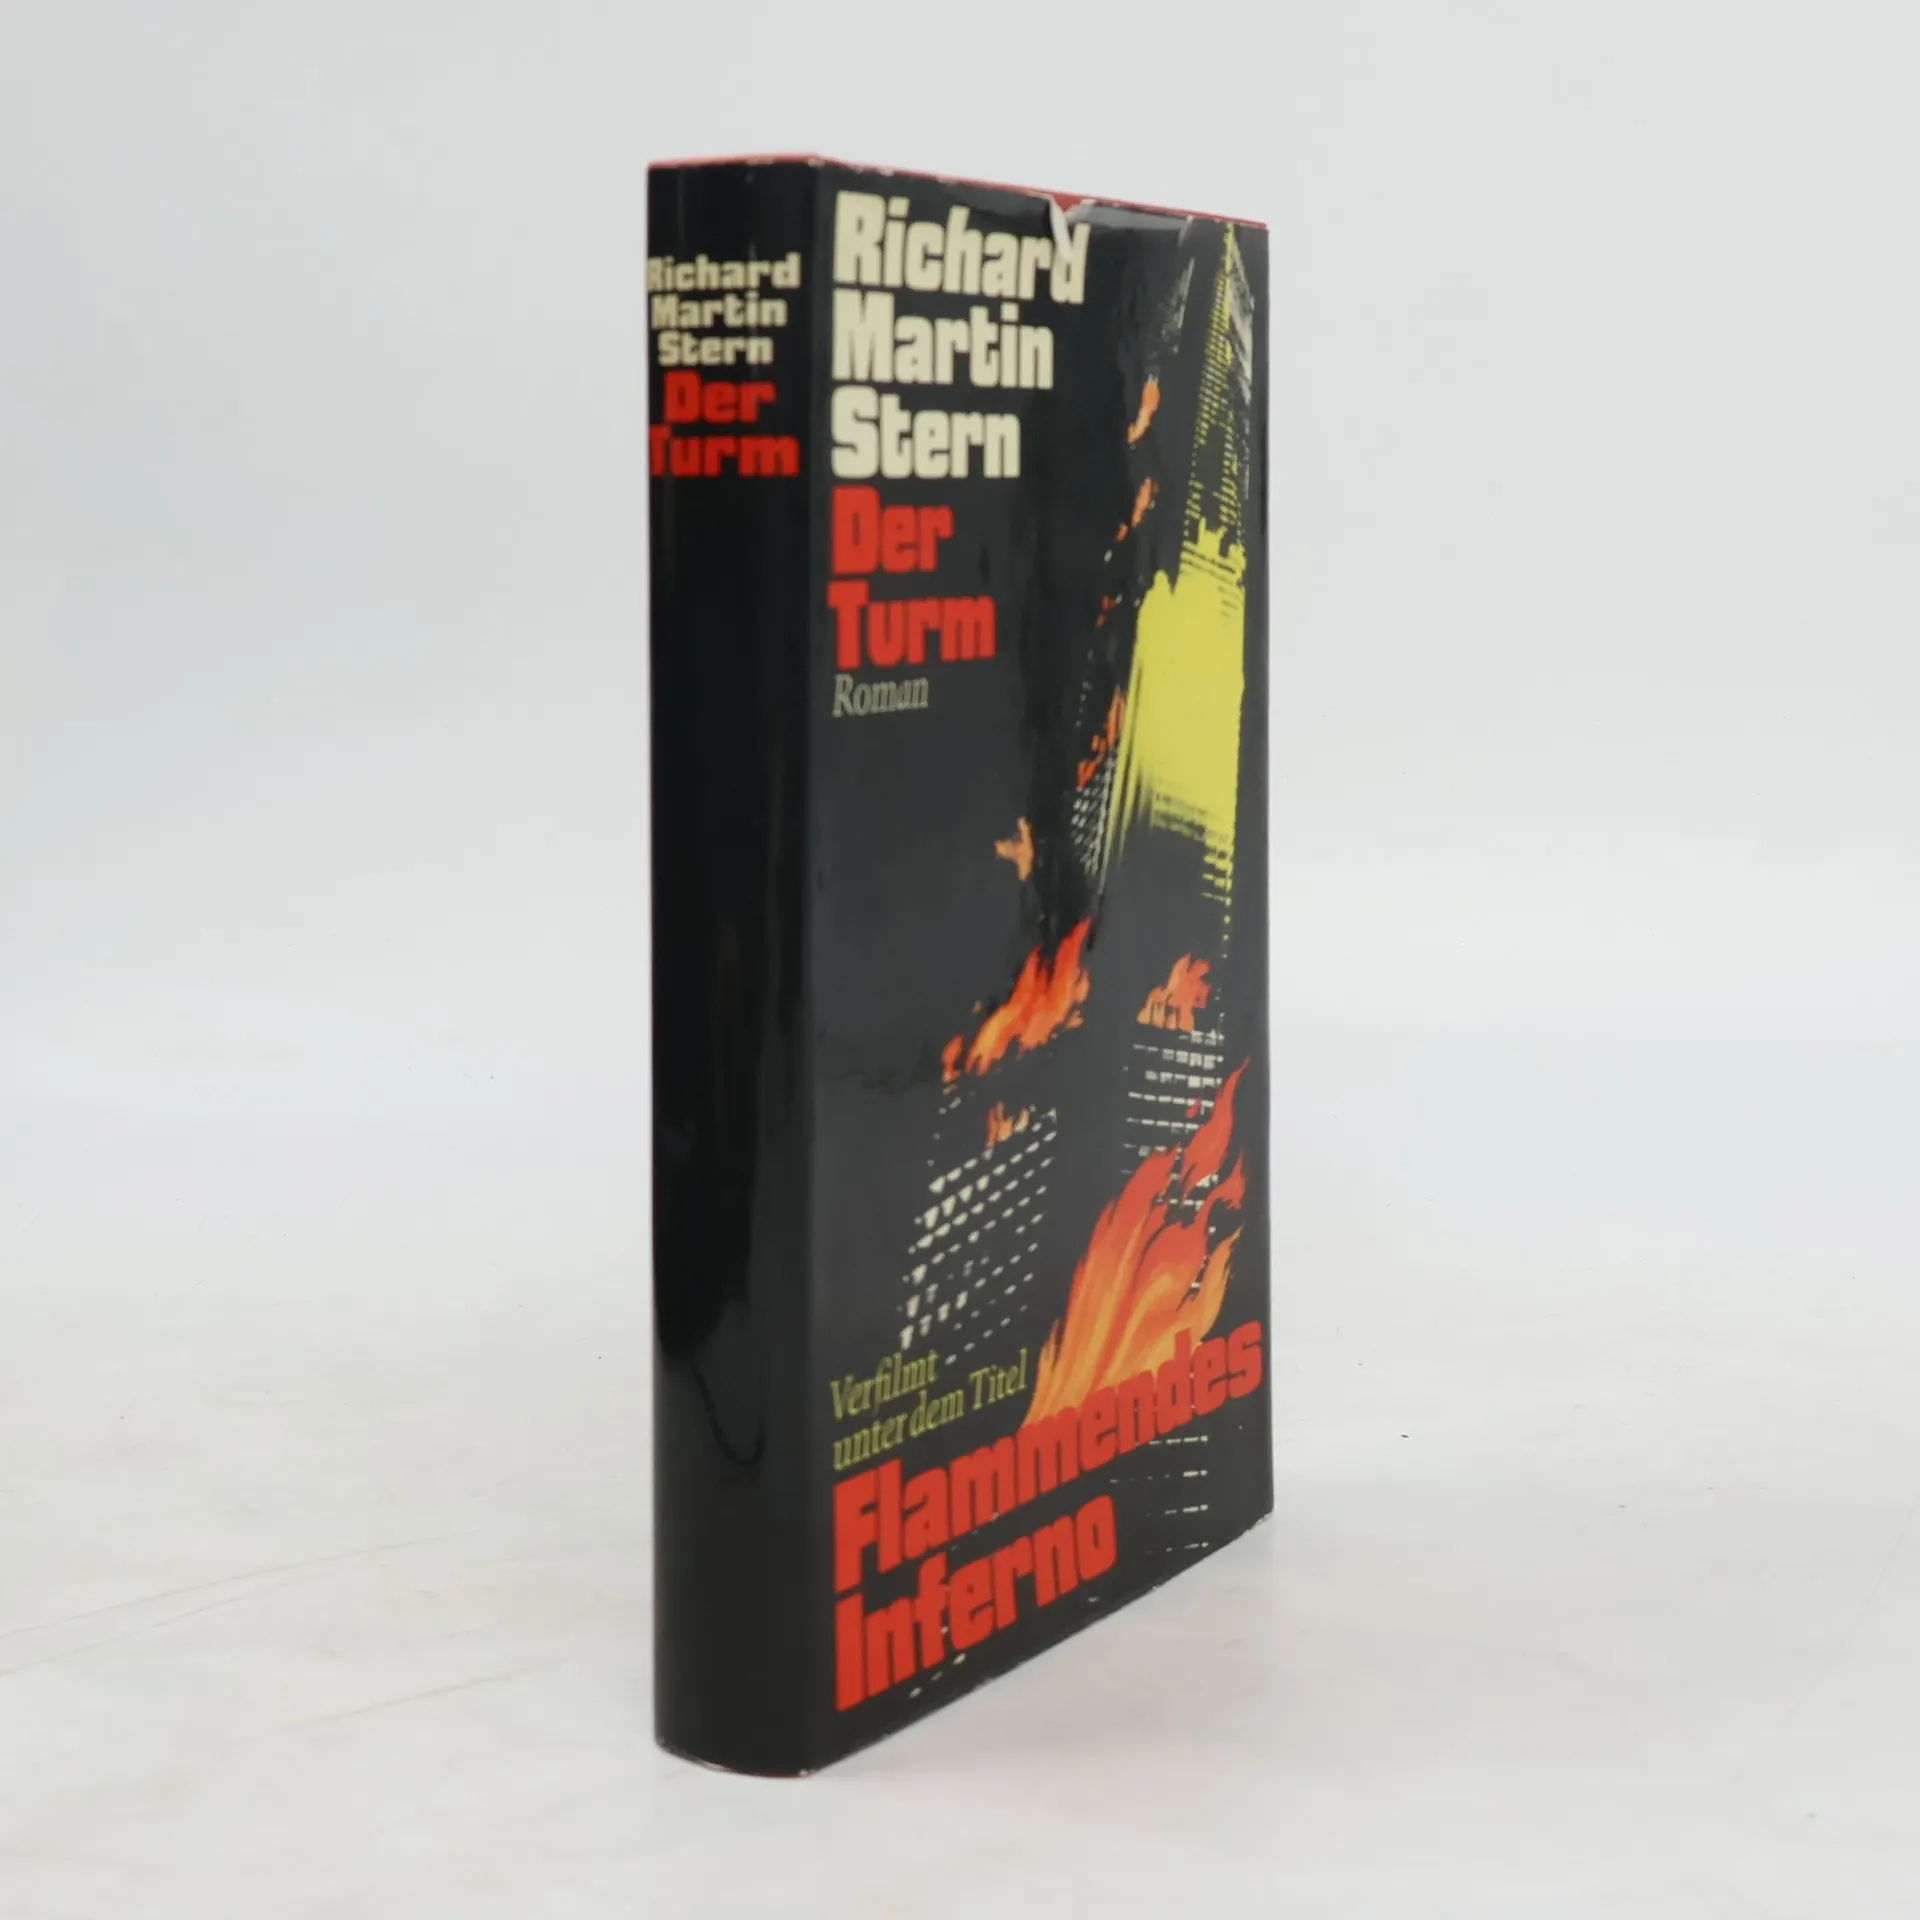 Richard
Martin
Stern
Der
Turm
Richard
Martin
Stern
Der
Turm
Roman
Verfilmt
unter dem Titel
Flammendes
Inferno